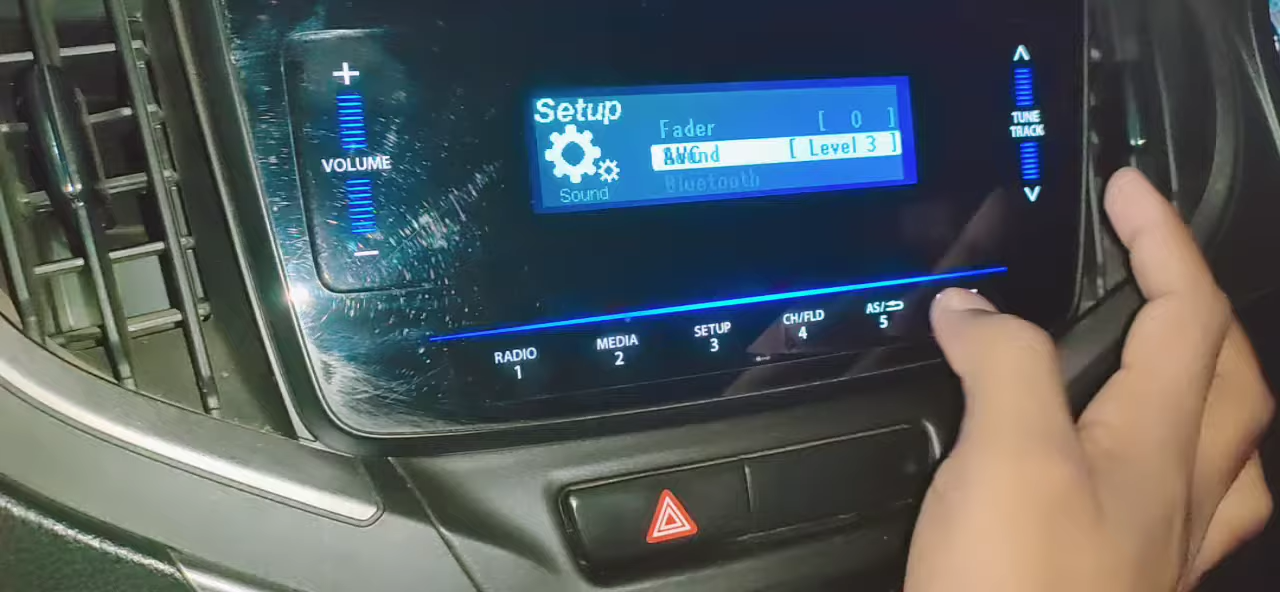 +
VOLUME
−
Setup
Sound
Fader [ 0 ]
[ Level 3 ]
Bluetooth
TUNE
TRACK
RADIO
1
MEDIA
2
SETUP
3
CH/FLD
4
AS/
5